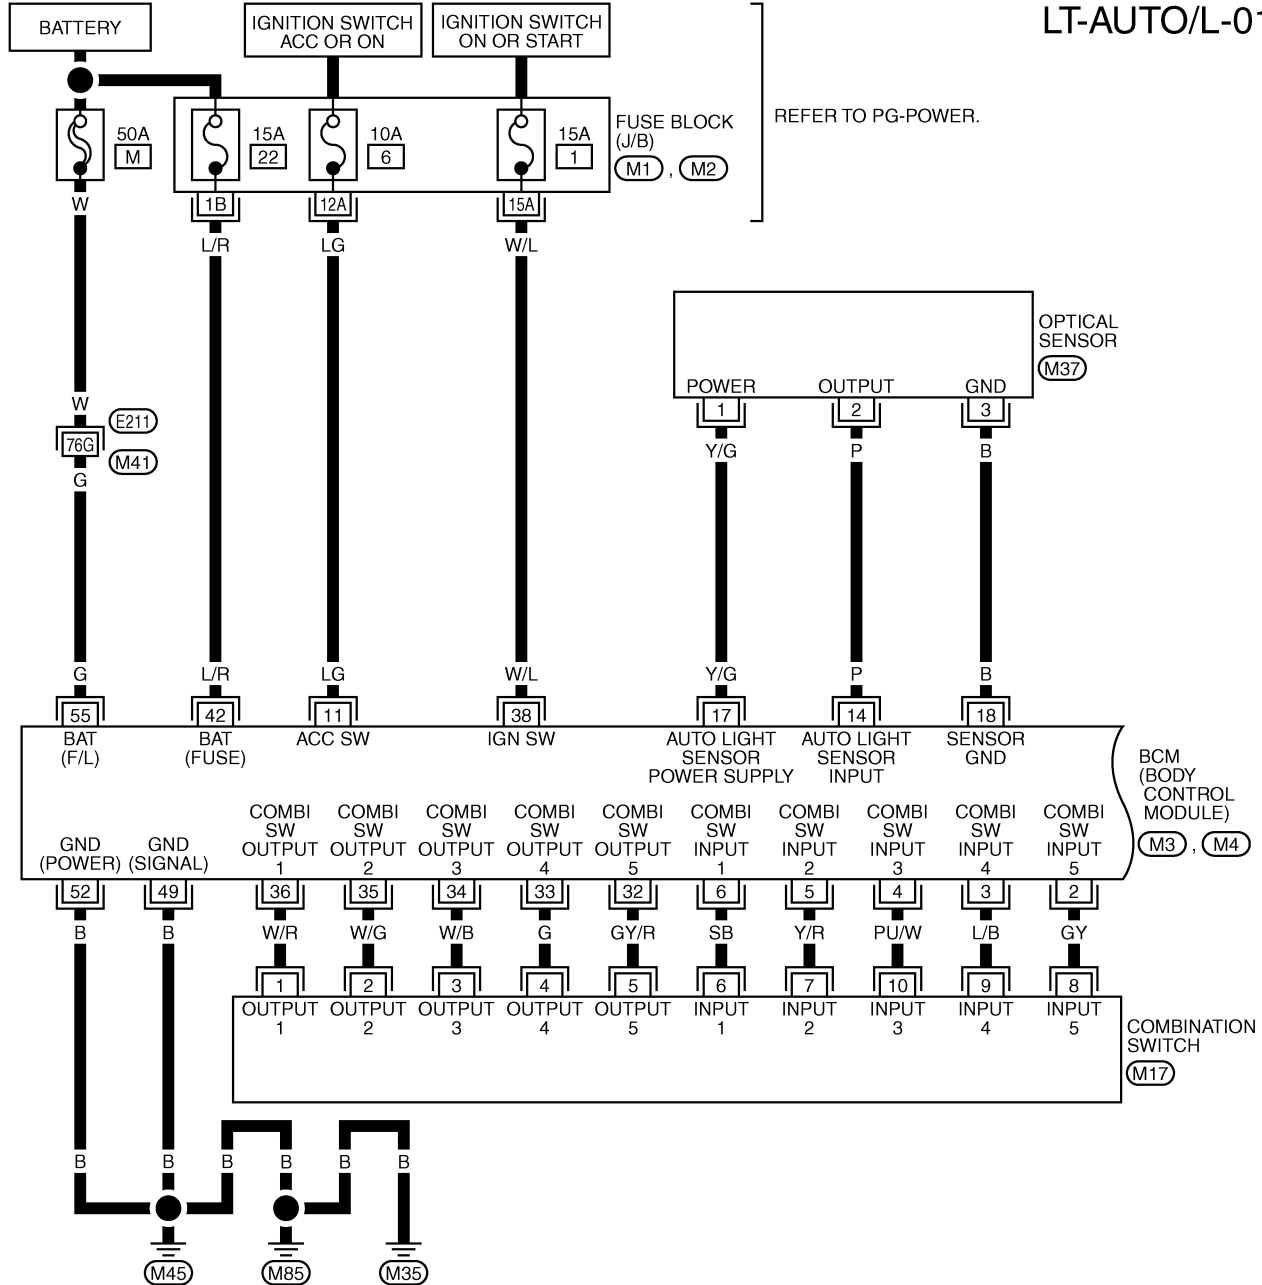 LT-AUTO/L-01
BATTERY
IGNITION SWITCH
ACC OR ON
IGNITION SWITCH
ON OR START
REFER TO PG-POWER.
50A
M
15A
22
10A
6
15A
1
FUSE BLOCK
(J/B)
M1 , M2
W
1B
12A
15A
L/R
LG
W/L
OPTICAL
SENSOR
M37
POWER
OUTPUT
GND
1
2
3
W
E211
76G
M41
G
Y/G
P
B
G
L/R
LG
W/L
Y/G
P
B
55
42
11
38
17
14
18
BAT
(F/L)
BAT
(FUSE)
ACC SW
IGN SW
AUTO LIGHT
SENSOR
POWER SUPPLY
AUTO LIGHT
SENSOR
INPUT
SENSOR
GND
BCM
(BODY
CONTROL
MODULE)
M3 , M4
GND
(POWER)
GND
(SIGNAL)
COMBI
SW
OUTPUT
1
COMBI
SW
OUTPUT
2
COMBI
SW
OUTPUT
3
COMBI
SW
OUTPUT
4
COMBI
SW
OUTPUT
5
COMBI
SW
INPUT
1
COMBI
SW
INPUT
2
COMBI
SW
INPUT
3
COMBI
SW
INPUT
4
COMBI
SW
INPUT
5
52
49
36
35
34
33
32
6
5
4
3
2
B
B
W/R
W/G
W/B
G
GY/R
SB
Y/R
PU/W
L/B
GY
1
2
3
4
5
6
7
10
9
8
OUTPUT
1
OUTPUT
2
OUTPUT
3
OUTPUT
4
OUTPUT
5
INPUT
1
INPUT
2
INPUT
3
INPUT
4
INPUT
5
COMBINATION
SWITCH
M17
B
B
B
B
B
B
M45
M85
M35